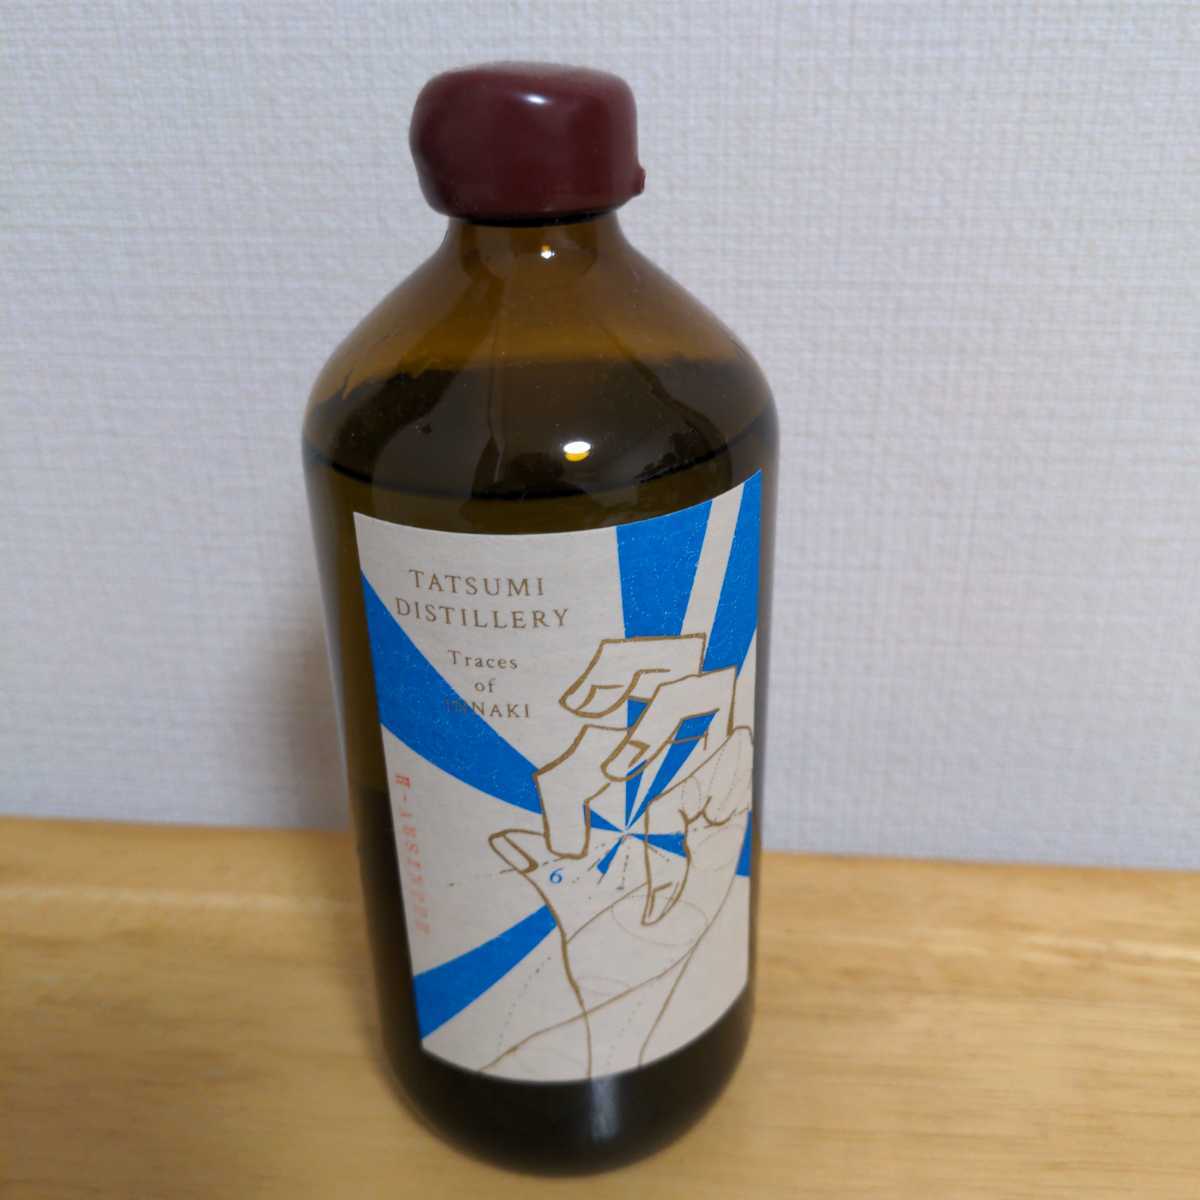 TATSUMI
DISTILLERY
Traces
of
6